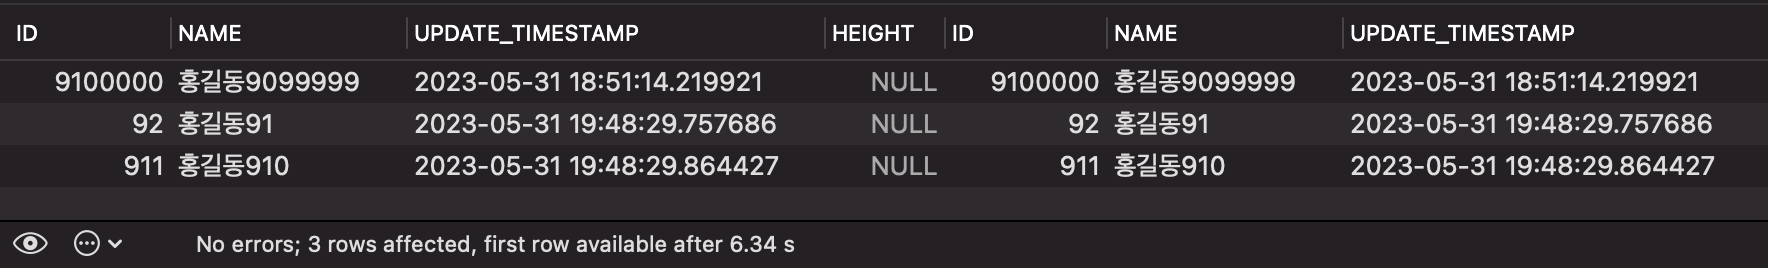 ID NAME UPDATE_TIMESTAMP HEIGHT ID NAME UPDATE_TIMESTAMP
9100000 홍길동9099999 2023-05-31 18:51:14.219921 NULL 9100000 홍길동9099999 2023-05-31 18:51:14.219921
92 홍길동91 2023-05-31 19:48:29.757686 NULL 92 홍길동91 2023-05-31 19:48:29.757686
911 홍길동910 2023-05-31 19:48:29.864427 NULL 911 홍길동910 2023-05-31 19:48:29.864427
No errors; 3 rows affected, first row available after 6.34 s